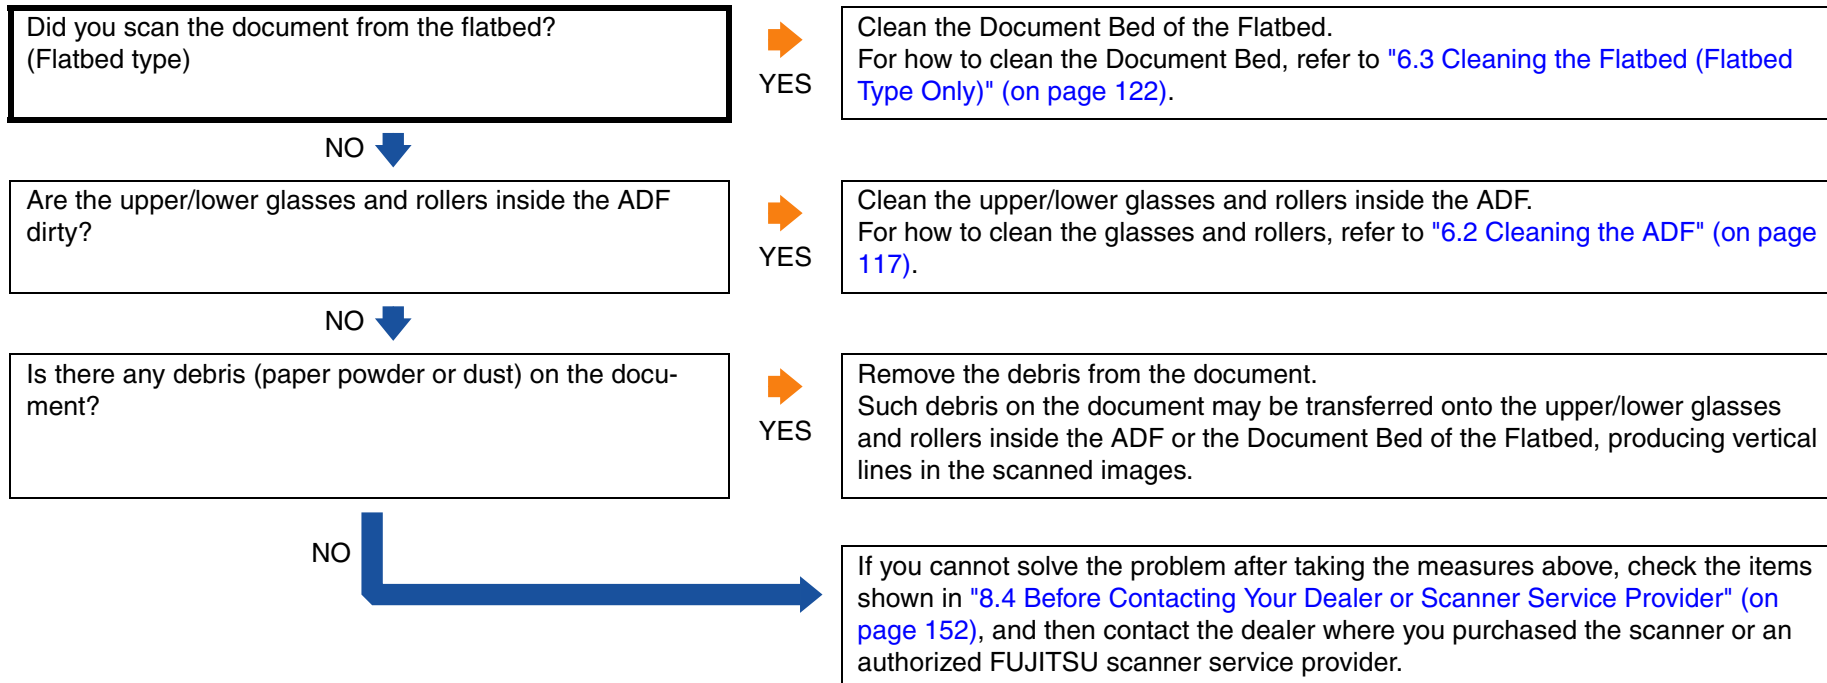 Did you scan the document from the flatbed?
(Flatbed type)
YES
Clean the Document Bed of the Flatbed.
For how to clean the Document Bed, refer to "6.3 Cleaning the Flatbed (Flatbed
Type Only)" (on page 122).
NO
Are the upper/lower glasses and rollers inside the ADF
dirty?
YES
Clean the upper/lower glasses and rollers inside the ADF.
For how to clean the glasses and rollers, refer to "6.2 Cleaning the ADF" (on page
117).
NO
Is there any debris (paper powder or dust) on the docu-
ment?
YES
Remove the debris from the document.
Such debris on the document may be transferred onto the upper/lower glasses
and rollers inside the ADF or the Document Bed of the Flatbed, producing vertical
lines in the scanned images.
NO
If you cannot solve the problem after taking the measures above, check the items
shown in "8.4 Before Contacting Your Dealer or Scanner Service Provider" (on
page 152), and then contact the dealer where you purchased the scanner or an
authorized FUJITSU scanner service provider.